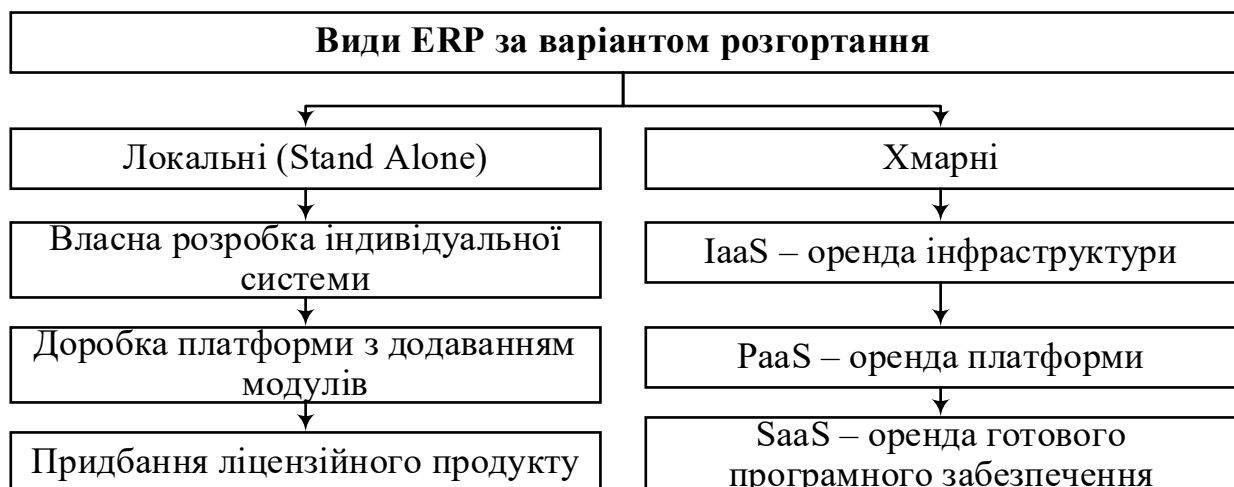 Види ERP за варіантом розгортання
Локальні (Stand Alone)
Хмарні
Власна розробка індивідуальної
системи
IaaS – оренда інфраструктури
Доробка платформи з додаванням
модулів
PaaS – оренда платформи
Придбання ліцензійного продукту
SaaS – оренда готового
програмного забезпечення